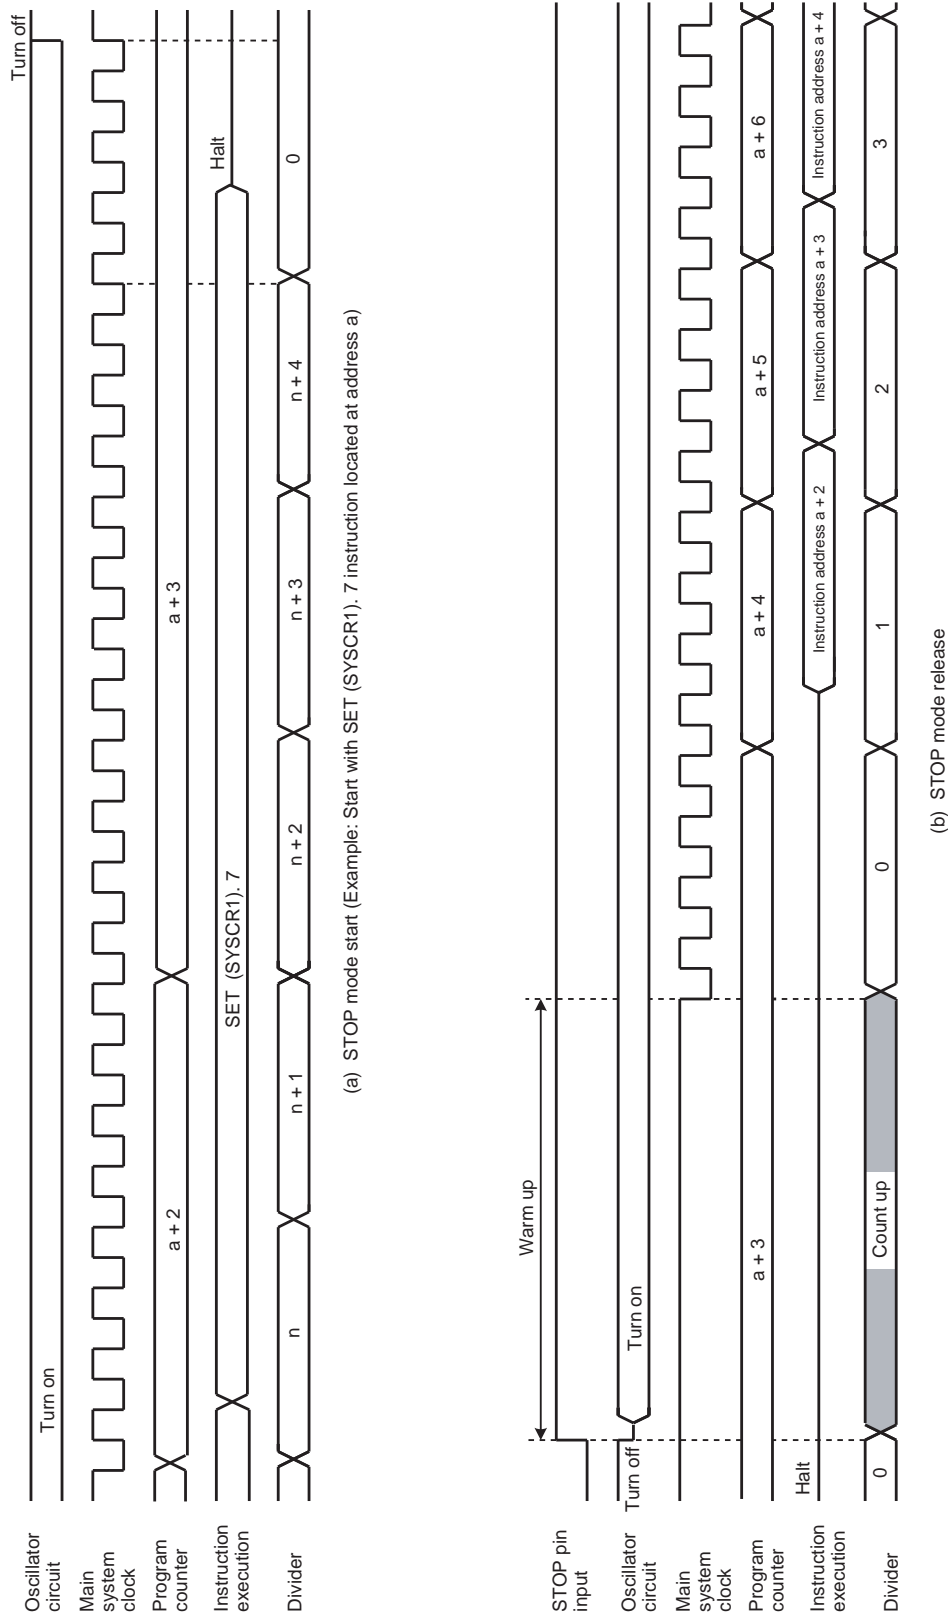 Oscillator
circuit
Turn on
Turn off
Main
system
clock
Program
counter
a + 2
a + 3
Instruction
execution
SET (SYSCR1). 7
Halt
Divider
n
n + 1
n + 2
n + 3
n + 4
0
(a) STOP mode start (Example: Start with SET (SYSCR1). 7 instruction located at address a)
Warm up
STOP pin
input
Oscillator
circuit
Turn off
Turn on
Main
system
clock
Program
counter
a + 3
a + 4
a + 5
a + 6
Instruction
execution
Halt
Instruction address a + 2
Instruction address a + 3
Instruction address a + 4
Divider
0
Count up
0
1
2
3
(b) STOP mode release